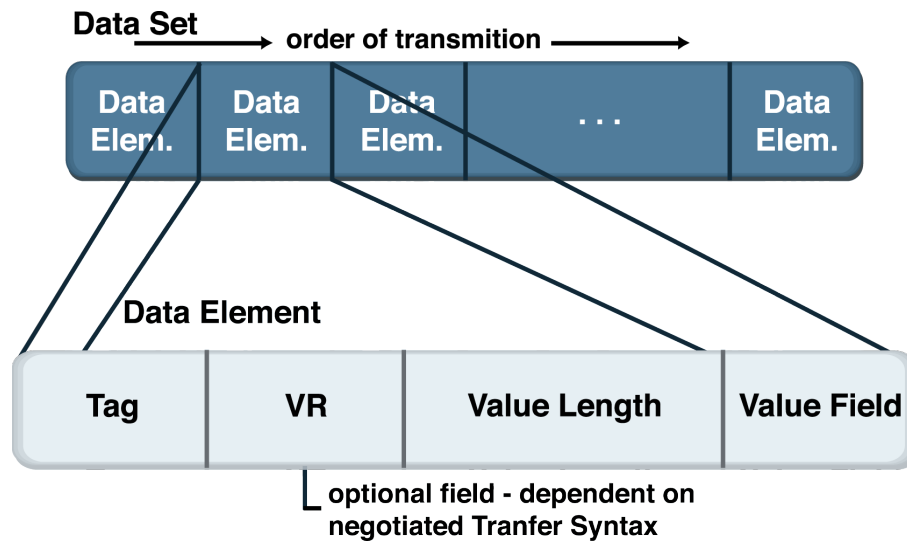 Data Set
order of transmition
Data Elem.
Data Elem.
Data Elem.
. . .
Data Elem.
Data Element
Tag
VR
Value Length
Value Field
optional field - dependent on
negotiated Tranfer Syntax